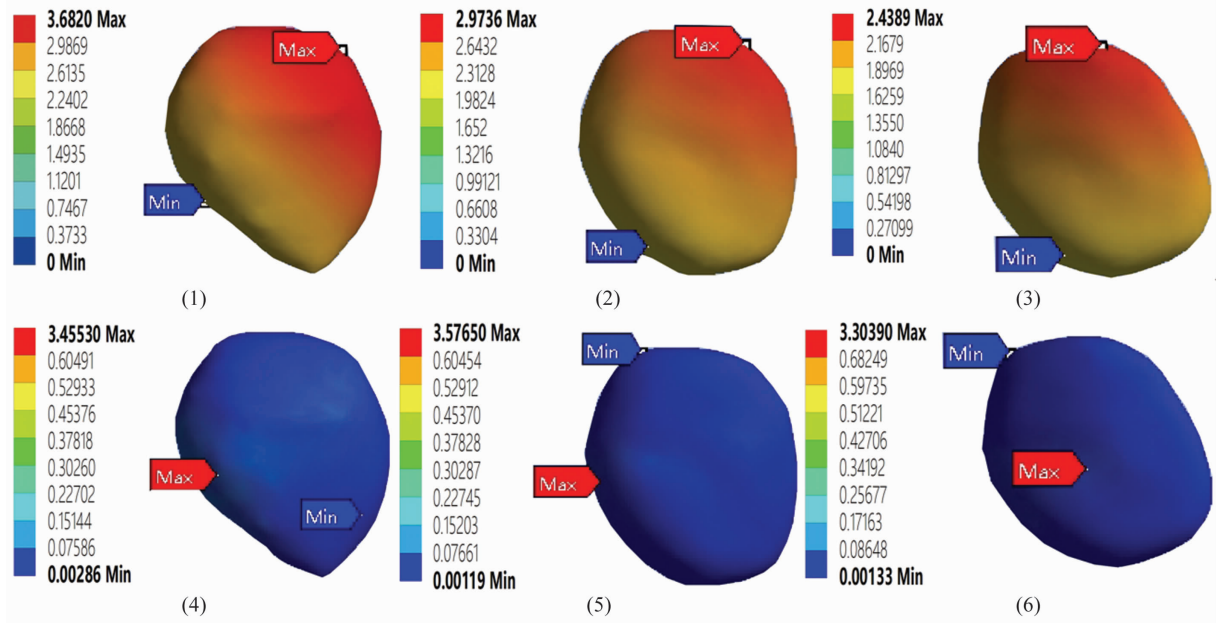 3.6820 Max
2.9869
2.6135
2.2402
1.8668
1.4935
1.1201
0.7467
0.3733
0 Min
Max
Min
(1)
2.9736 Max
2.6432
2.3128
1.9824
1.652
1.3216
0.99121
0.6608
0.3304
0 Min
Max
Min
(2)
2.4389 Max
2.1679
1.8969
1.6259
1.3550
1.0840
0.81297
0.54198
0.27099
0 Min
Max
Min
(3)
3.45530 Max
0.60491
0.52933
0.45376
0.37818
0.30260
0.22702
0.15144
0.07586
0.00286 Min
Max
Min
(4)
3.57650 Max
0.60454
0.52912
0.45370
0.37828
0.30287
0.22745
0.15203
0.07661
0.00119 Min
Min
Max
(5)
3.30390 Max
0.68249
0.59735
0.51221
0.42706
0.34192
0.25677
0.17163
0.08648
0.00133 Min
Min
Max
(6)